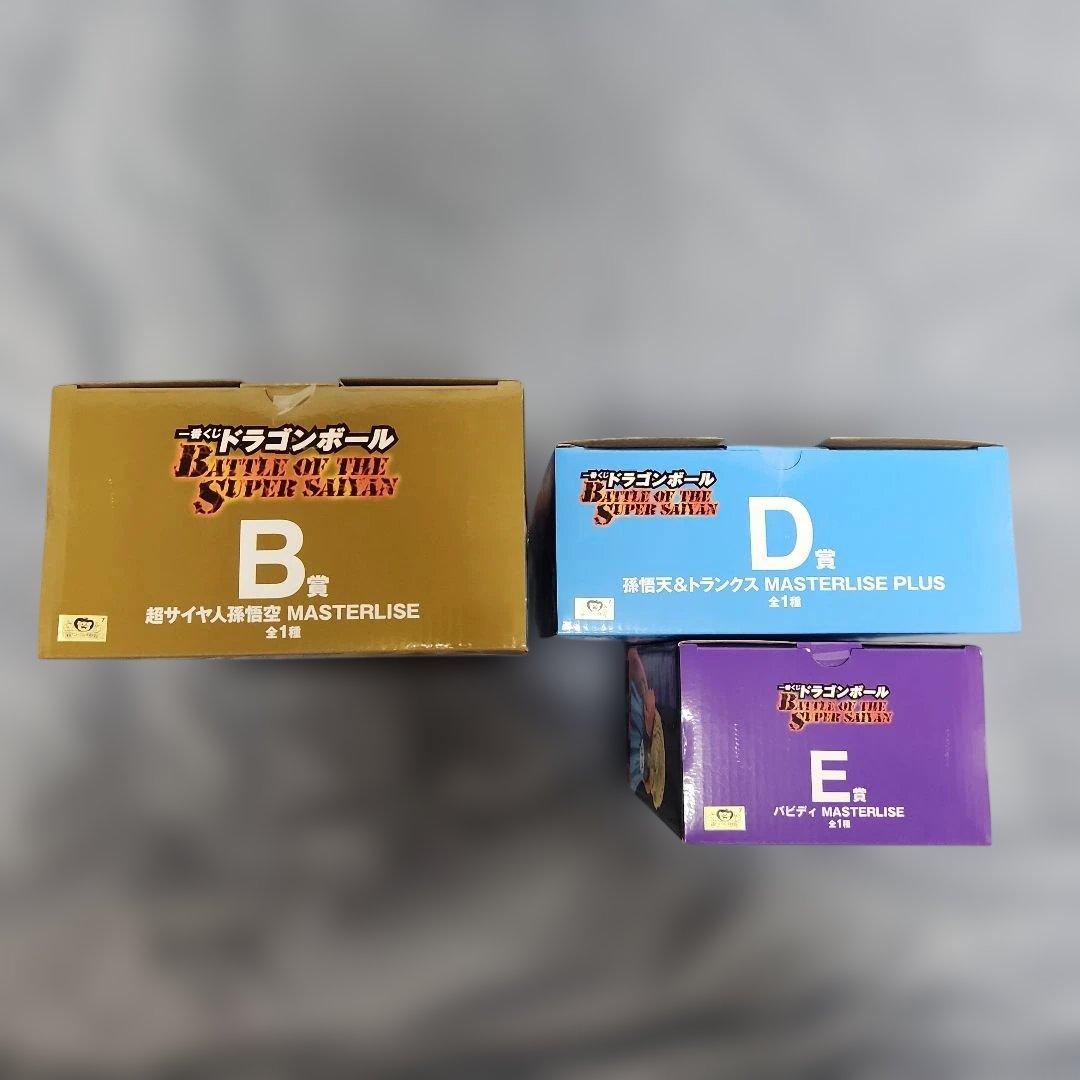 一番くじ ドラゴンボール
BATTLE OF THE
SUPER SAIYAN
B賞
超サイヤ人孫悟空 MASTERLISE
全1種
一番くじ ドラゴンボール
BATTLE OF THE
SUPER SAIYAN
D賞
孫悟天&トランクス MASTERLISE PLUS
全1種
一番くじ ドラゴンボール
BATTLE OF THE
SUPER SAIYAN
E賞
バビディ MASTERLISE
全1種